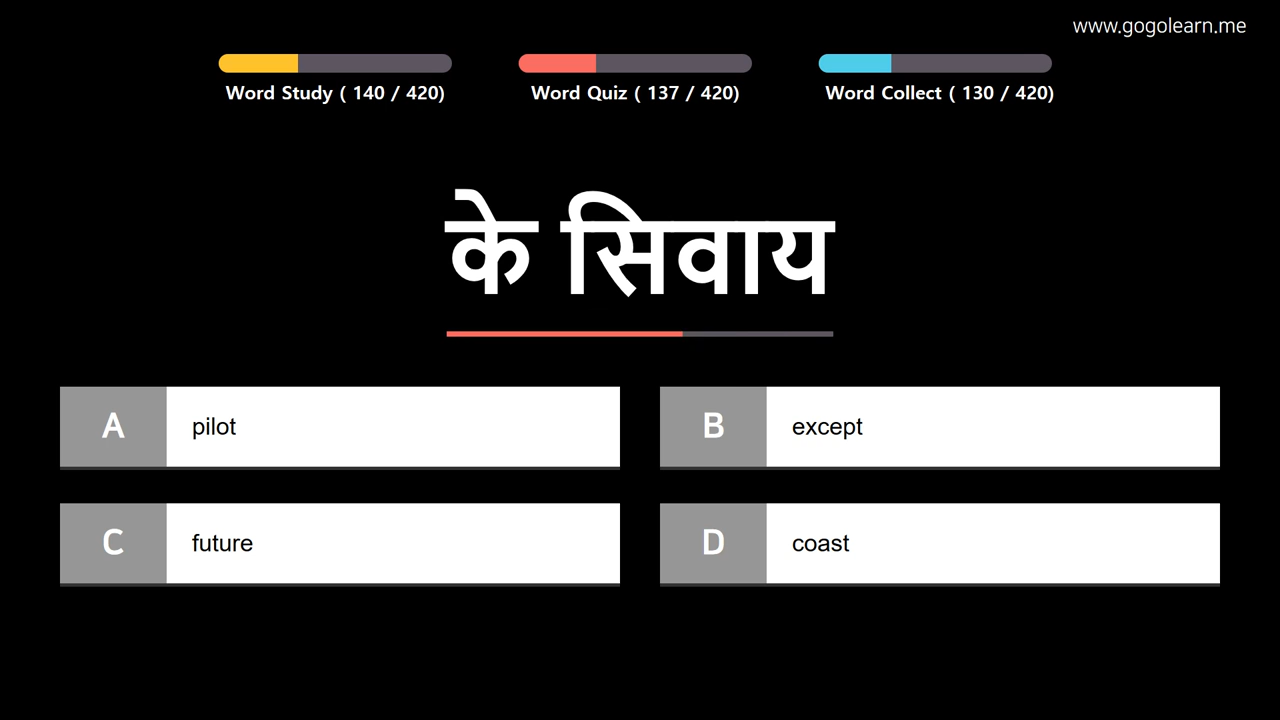 www.gogolearn.me
Word Study ( 140 / 420)
Word Quiz ( 137 / 420)
Word Collect ( 130 / 420)
के सिवाय
A pilot
B except
C future
D coast